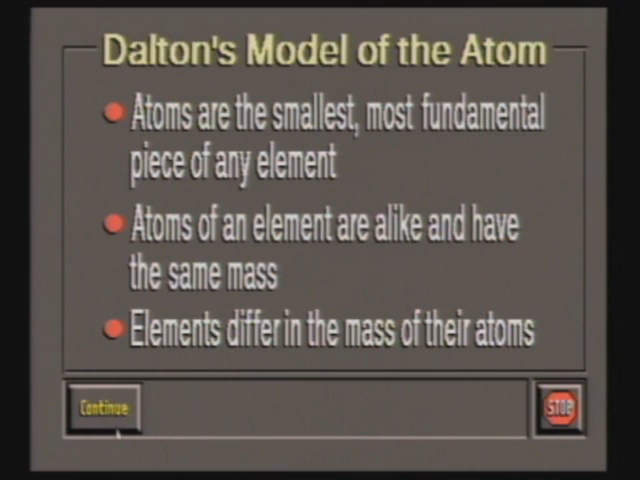 Dalton's Model of the Atom
Atoms are the smallest, most fundamental
piece of any element
Atoms of an element are alike and have
the same mass
Elements differ in the mass of their atoms
Continue
STOP